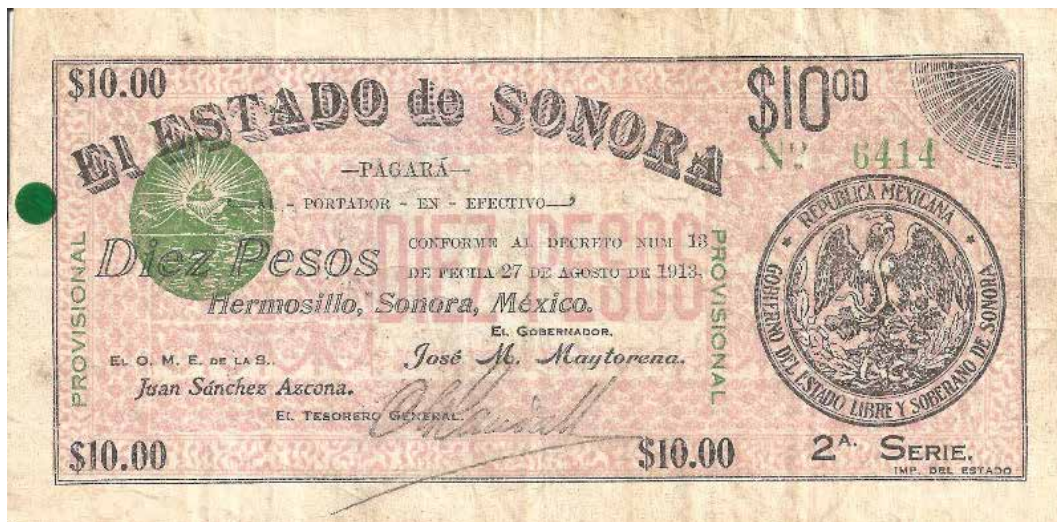 $10.00
El ESTADO de SONORA
$10⁰⁰
Nº 6414
—PAGARÁ—
AL - PORTADOR - EN - EFECTIVO
Diez Pesos
CONFORME AL DECRETO NUM 13
DE FECHA 27 DE AGOSTO DE 1913.
Hermosillo, Sonora, México.
DIEZ PESOS
PROVISIONAL
PROVISIONAL.
EL GOBERNADOR.
José M. Maytorena.
EL O. M. E. DE LA S..
Juan Sánchez Azcona.
EL TESORERO GENERAL.
REPUBLICA MEXICANA
GOBIERNO DEL ESTADO LIBRE Y SOBERANO DE SONORA
$10.00
$10.00
2ᴬ· SERIE.
IMP. DEL ESTADO